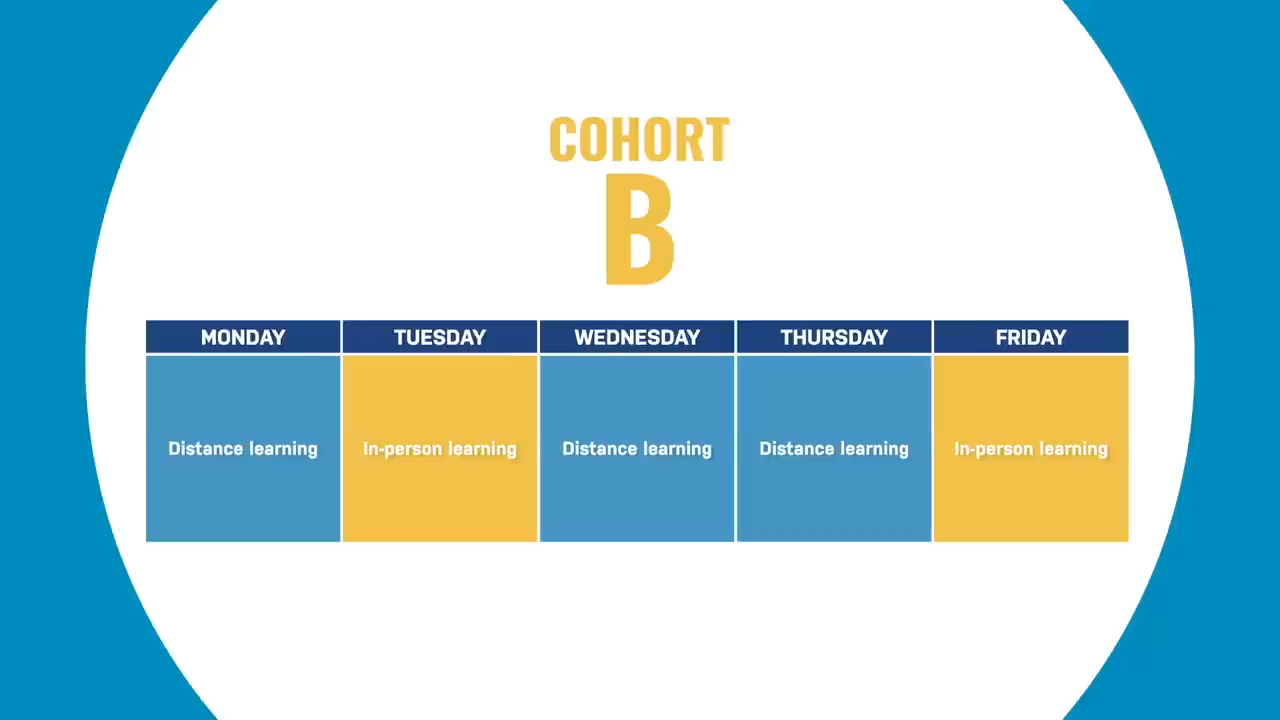 COHORT
B
MONDAY TUESDAY WEDNESDAY THURSDAY FRIDAY
Distance learning In-person learning Distance learning Distance learning In-person learning